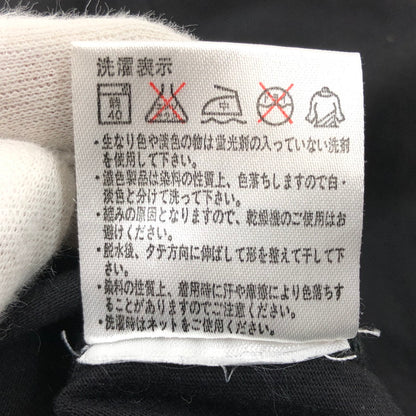 洗濯表示
40
・生なり色や淡色の物は蛍光剤の入っていない洗剤
を使用して下さい。
・濃色製品は染料の性質上、色落ちしますので白・
淡色と分けて洗って下さい。
・縮みの原因となりますので、乾燥機のご使用はお
避けください。
・脱水後、タテ方向に伸ばして形を整えて干して下
さい。
・染料の性質上、着用時に汗や摩擦により色落ちす
ることがありますのでご注意下さい。
・洗濯時はネットをご使用ください。